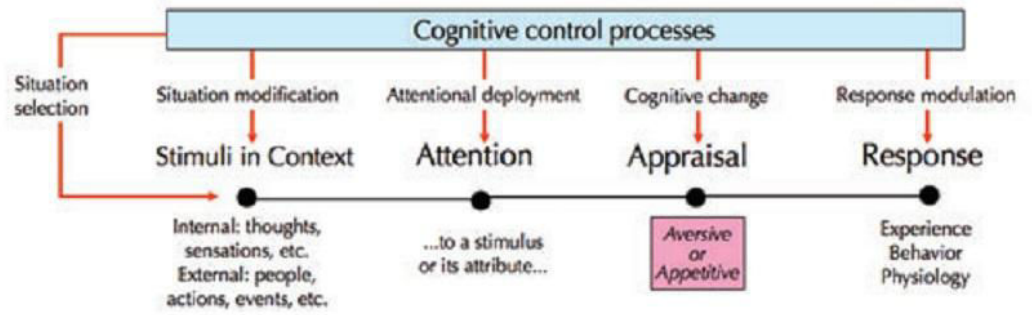 Cognitive control processes
Situation
selection
Situation modification
Attentional deployment
Cognitive change
Response modulation
Stimuli in Context
Attention
Appraisal
Response
Internal: thoughts,
sensations, etc.
External: people,
actions, events, etc.
...to a stimulus
or its attribute...
Aversive
or
Appetitive
Experience
Behavior
Physiology